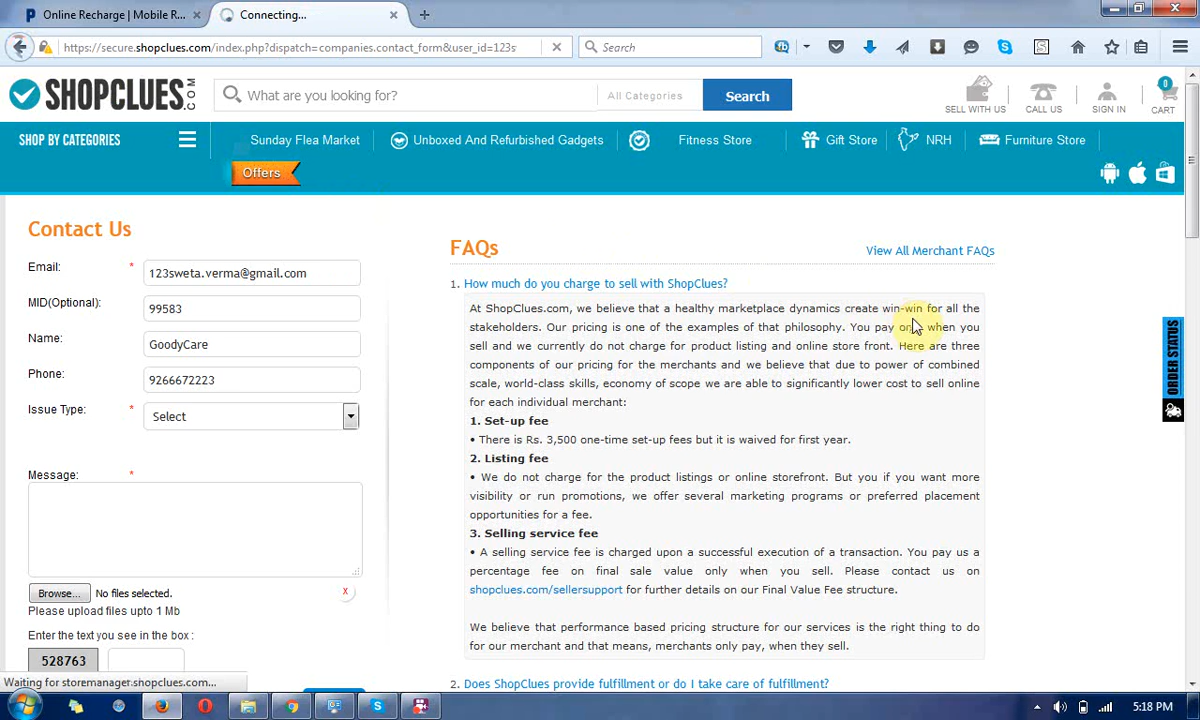 Online Recharge | Mobile R...
Connecting...
https://secure.shopclues.com/index.php?dispatch=companies.contact_form&user_id=123s
Search
SHOPCLUES.COM
What are you looking for?
All Categories
Search
SELL WITH US
CALL US
SIGN IN
0
CART
SHOP BY CATEGORIES
Sunday Flea Market
Unboxed And Refurbished Gadgets
Fitness Store
Gift Store
NRH
Furniture Store
Offers
Contact Us
Email: *
123sweta.verma@gmail.com
MID(Optional):
99583
Name: *
GoodyCare
Phone: *
9266672223
Issue Type: *
Select
Message: *
Browse... No files selected.
x
Please upload files upto 1 Mb
Enter the text you see in the box :
528763
FAQs
View All Merchant FAQs
1. How much do you charge to sell with ShopClues?
At ShopClues.com, we believe that a healthy marketplace dynamics create win-win for all the
stakeholders. Our pricing is one of the examples of that philosophy. You pay only when you
sell and we currently do not charge for product listing and online store front. Here are three
components of our pricing for the merchants and we believe that due to power of combined
scale, world-class skills, economy of scope we are able to significantly lower cost to sell online
for each individual merchant:
1. Set-up fee
• There is Rs. 3,500 one-time set-up fees but it is waived for first year.
2. Listing fee
• We do not charge for the product listings or online storefront. But you if you want more
visibility or run promotions, we offer several marketing programs or preferred placement
opportunities for a fee.
3. Selling service fee
• A selling service fee is charged upon a successful execution of a transaction. You pay us a
percentage fee on final sale value only when you sell. Please contact us on
shopclues.com/sellersupport for further details on our Final Value Fee structure.
We believe that performance based pricing structure for our services is the right thing to do
for our merchant and that means, merchants only pay, when they sell.
2. Does ShopClues provide fulfillment or do I take care of fulfillment?
ORDER STATUS
Waiting for storemanager.shopclues.com...
5:18 PM